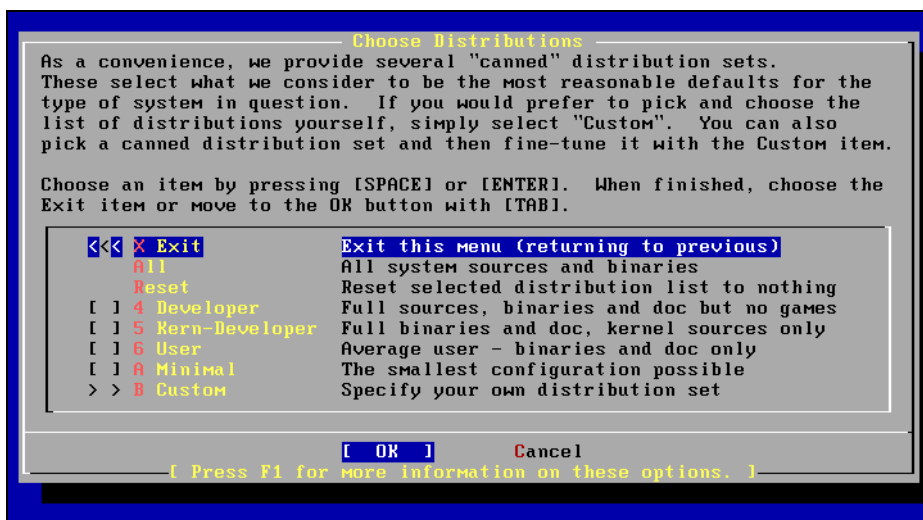 Choose Distributions
As a convenience, we provide several "canned" distribution sets.
These select what we consider to be the most reasonable defaults for the
type of system in question.  If you would prefer to pick and choose the
list of distributions yourself, simply select "Custom".  You can also
pick a canned distribution set and then fine-tune it with the Custom item.
Choose an item by pressing [SPACE] or [ENTER].  When finished, choose the
Exit item or move to the OK button with [TAB].
<<< X Exit Exit this menu (returning to previous)
All All system sources and binaries
Reset Reset selected distribution list to nothing
[ ] 4 Developer Full sources, binaries and doc but no games
[ ] 5 Kern-Developer Full binaries and doc, kernel sources only
[ ] 6 User Average user - binaries and doc only
[ ] A Minimal The smallest configuration possible
> > B Custom Specify your own distribution set
[ OK ] Cancel
[ Press F1 for more information on these options. ]